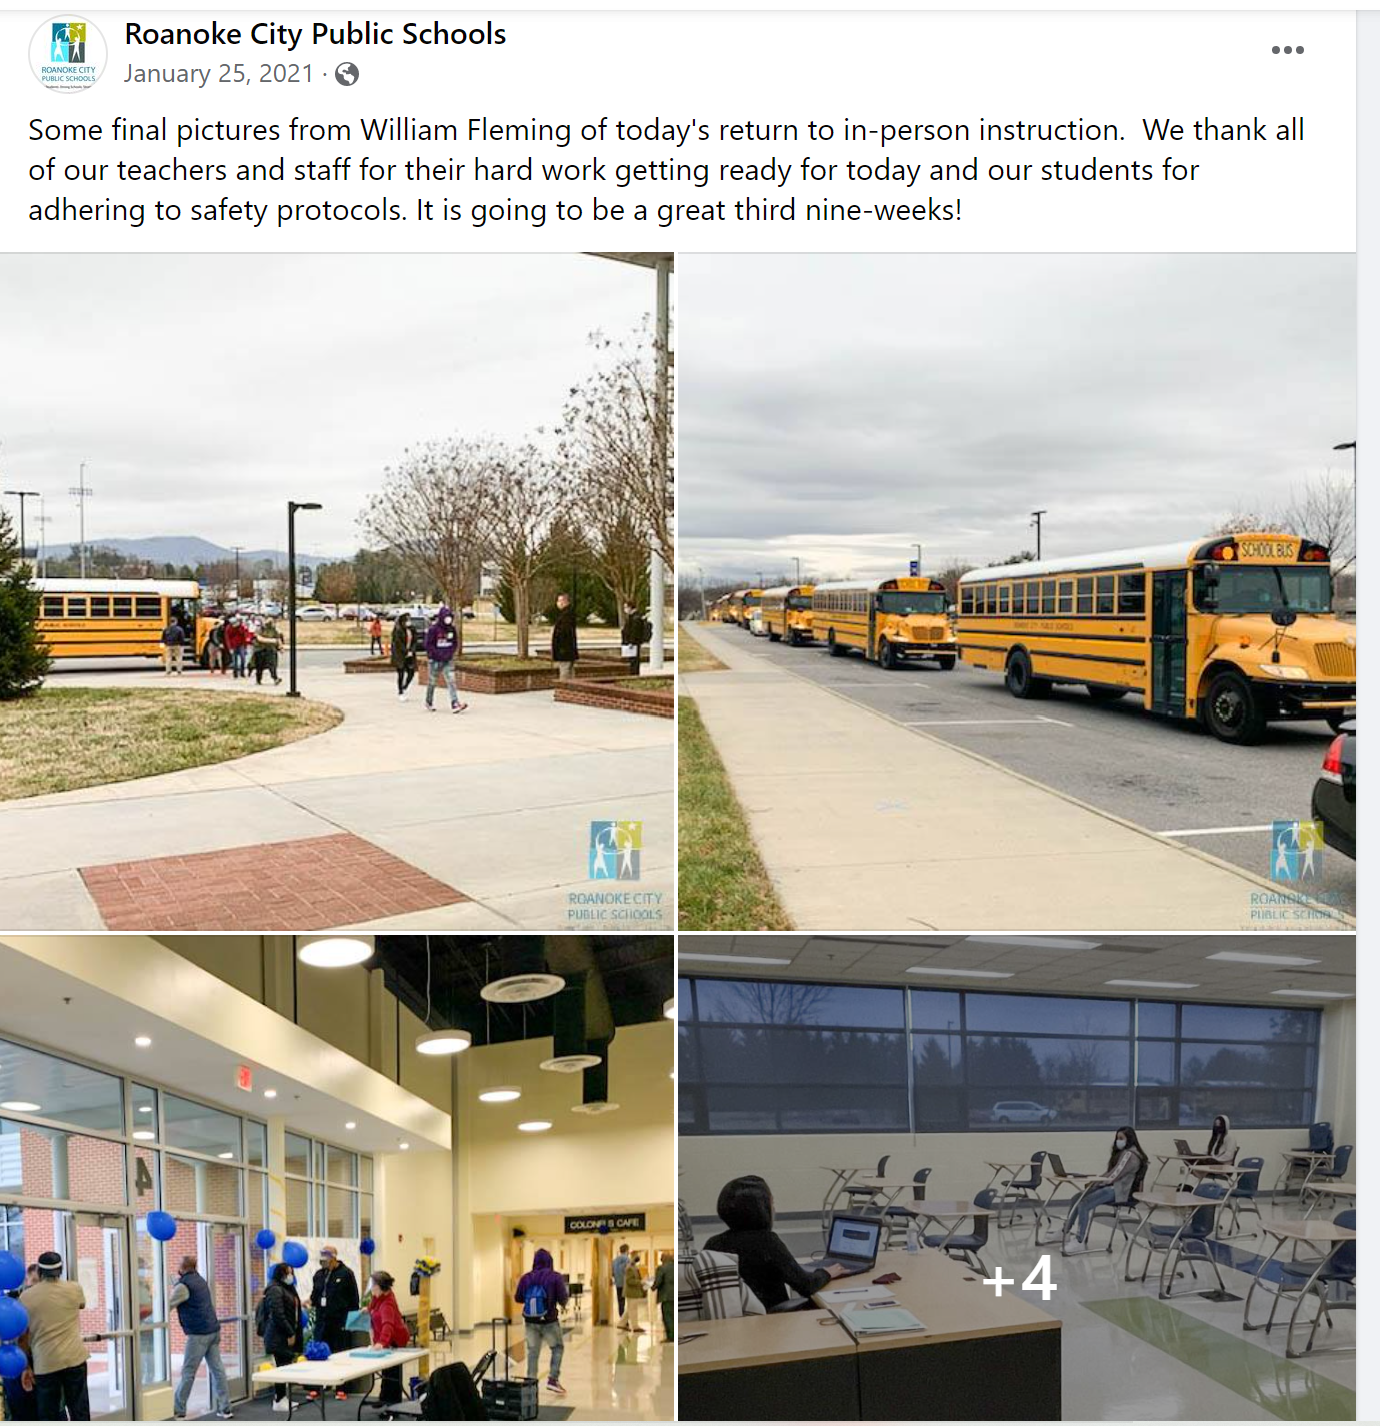 Roanoke City Public Schools
January 25, 2021 ·
ROANOKE CITY
PUBLIC SCHOOLS
Some final pictures from William Fleming of today's return to in-person instruction.  We thank all
of our teachers and staff for their hard work getting ready for today and our students for
adhering to safety protocols. It is going to be a great third nine-weeks!
SCHOOL BUS
ROANOKE CITY
PUBLIC SCHOOLS
ROANOKE CITY
PUBLIC SCHOOLS
4
COLONELS CAFE
+4